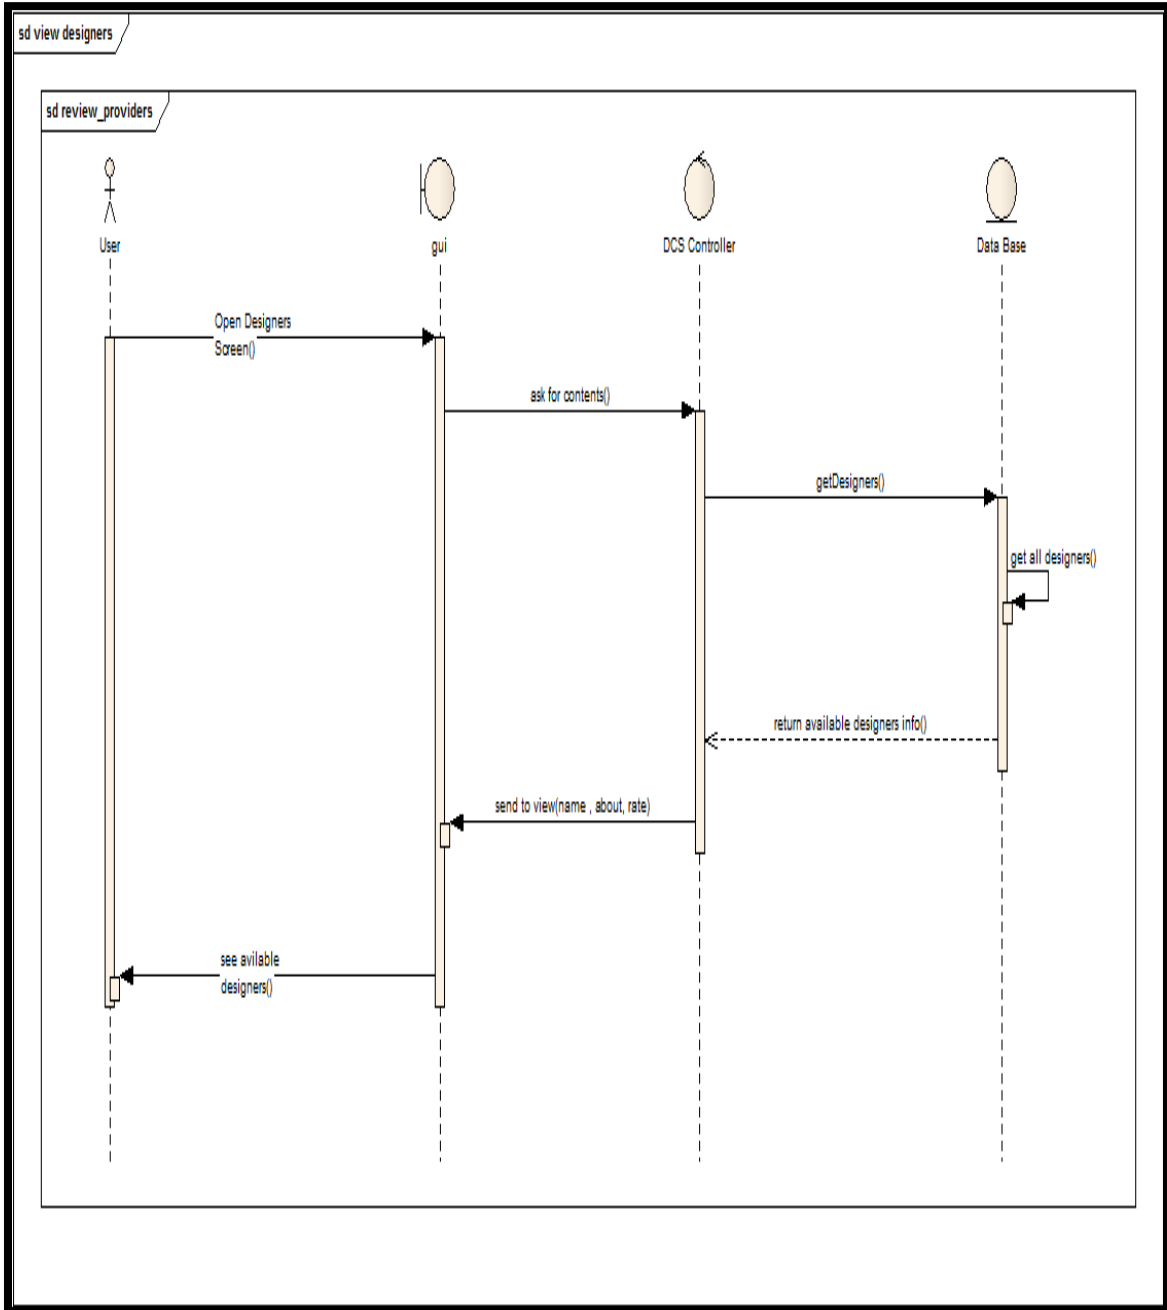 sd view designers
sd review_providers
User
gui
DCS Controller
Data Base
Open Designers
Screen()
ask for contents()
getDesigners()
get all designers()
return available designers info()
send to view(name , about, rate)
see avilable
designers()